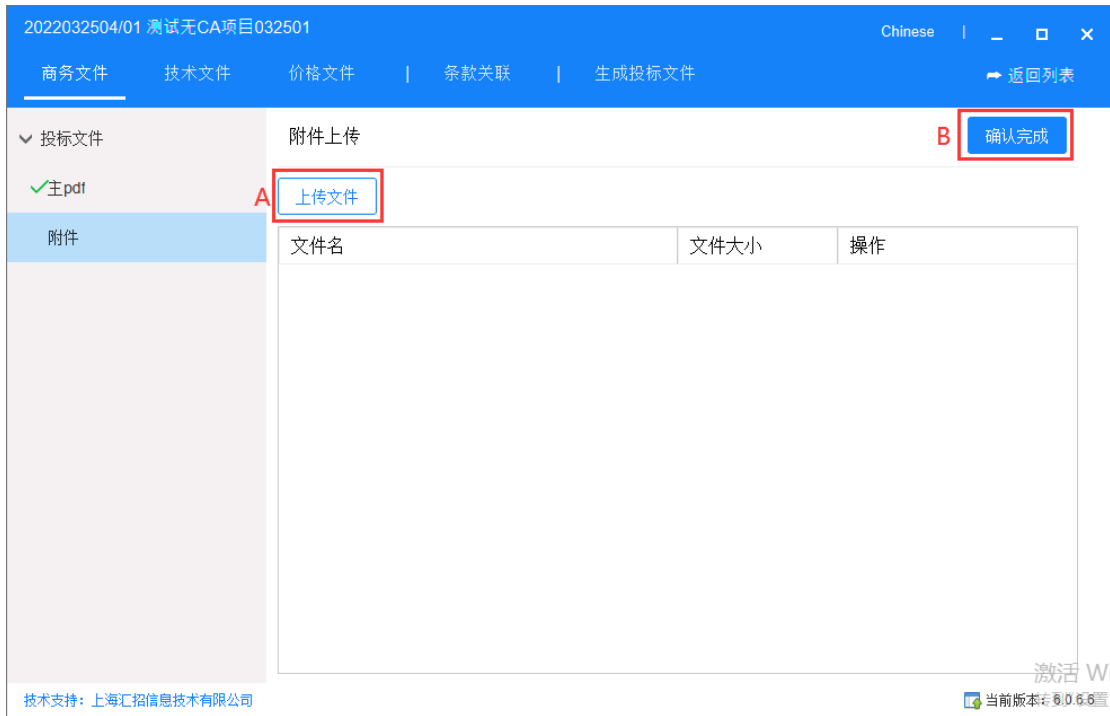 2022032504/01 测试无CA项目032501 Chinese |
商务文件 技术文件 价格文件 | 条款关联 | 生成投标文件 返回列表
投标文件 附件上传 B 确认完成
主pdf A 上传文件
附件
文件名 文件大小 操作
激活 W
技术支持：上海汇招信息技术有限公司 当前版本：6.0.6.6